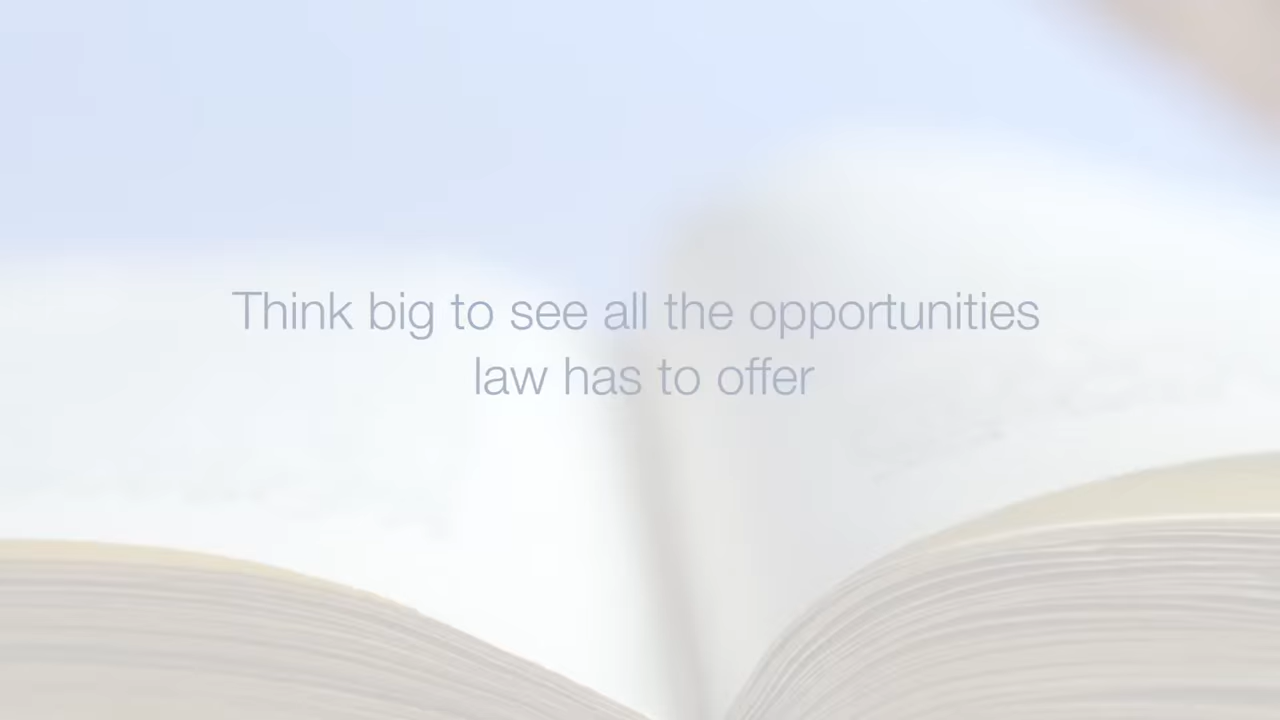 Think big to see all the opportunities
law has to offer